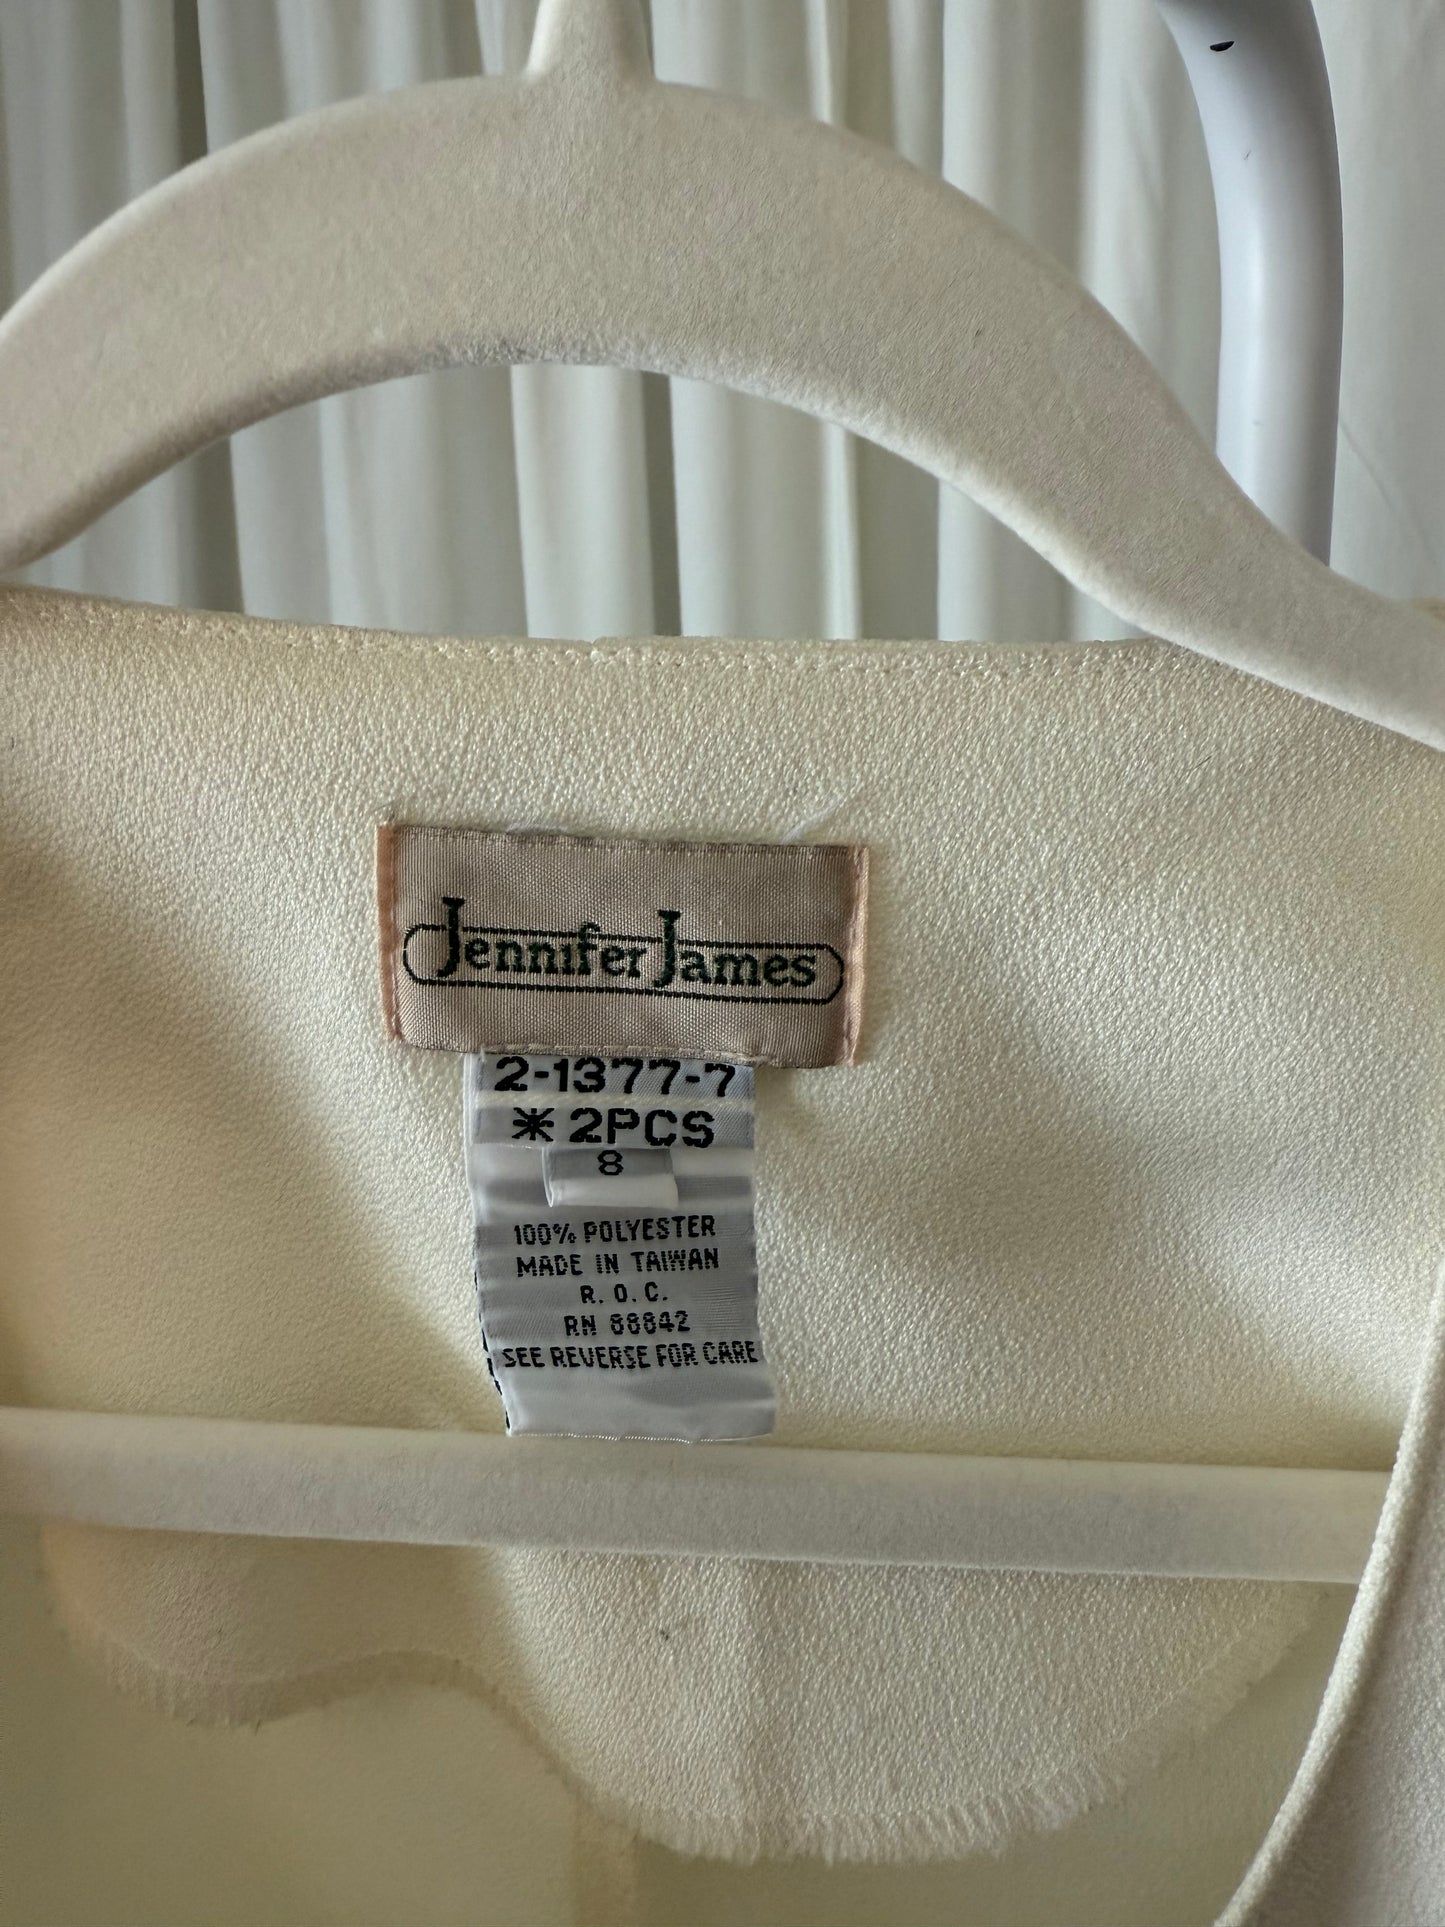 Jennifer James
2-1377-7
* 2PCS
8
100% POLYESTER
MADE IN TAIWAN
R. O. C.
RN 88842
SEE REVERSE FOR CARE